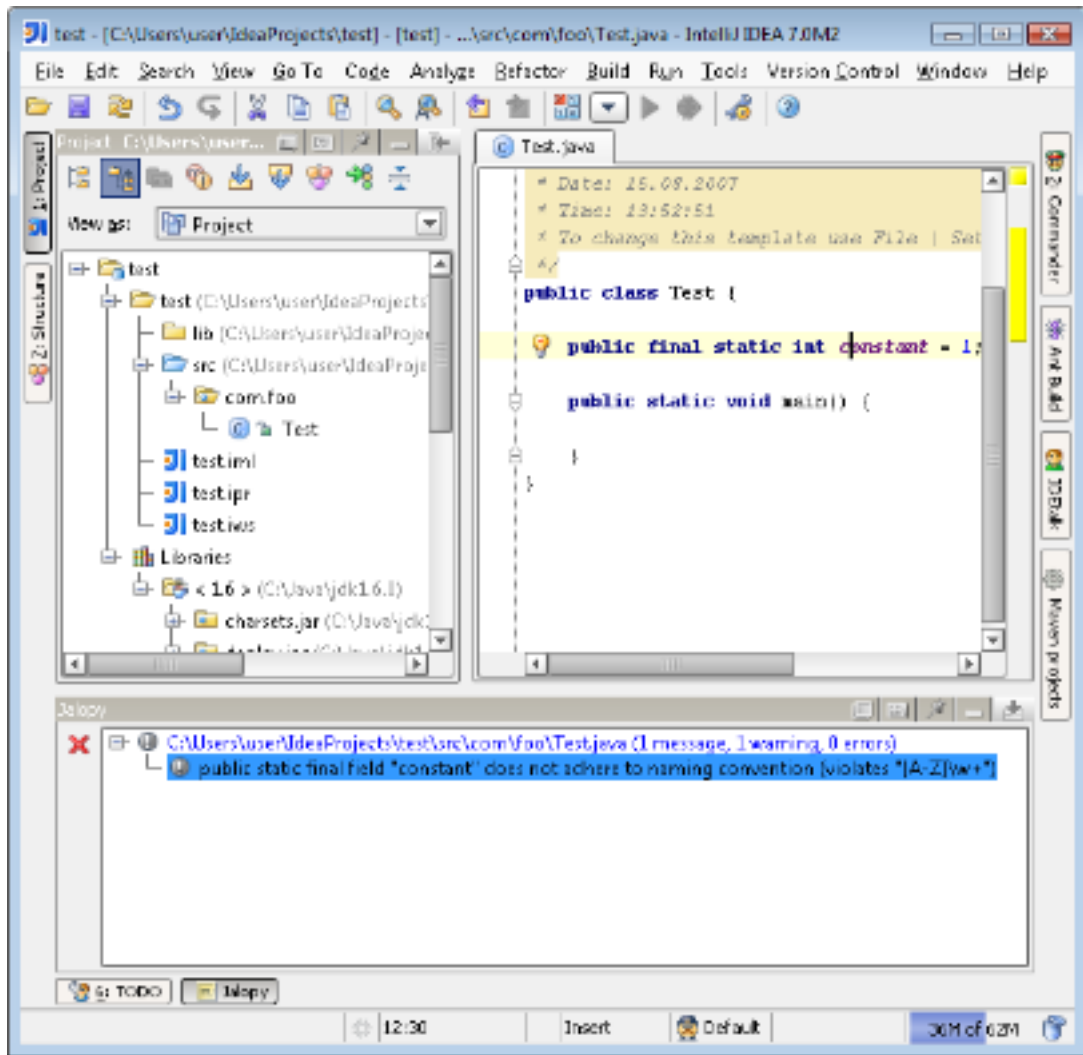 test - [C:\Users\user\IdeaProjects\test] - [test] - ...\src\com\foo\Test.java - IntelliJ IDEA 7.0M2
File Edit Search View Go To Code Analyze Refactor Build Run Tools Version Control Window Help
Project C:\Users\user...
Test.java
1: Project
2: Structure
View as: Project
test
test (C:\Users\user\IdeaProjects
lib (C:\Users\user\IdeaProje
src (C:\Users\user\IdeaProje
com.foo
Test
test.iml
test.ipr
test.iws
Libraries
< 1.6 > (C:\Java\jdk1.6.1)
charsets.jar (C:\Java\jdk
* Date: 15.08.2007
* Time: 13:52:51
* To change this template use File | Set
*/
public class Test {
public final static int constant = 1;
public static void main() {
}
}
2: Commander
Ant Build
IDEtalk
Maven projects
Jalopy
C:\Users\user\IdeaProjects\test\src\com\foo\Test.java (1 message, 1 warning, 0 errors)
public static final field "constant" does not adhere to naming convention (violates
6: TODO
Jalopy
12:30
Insert
Default